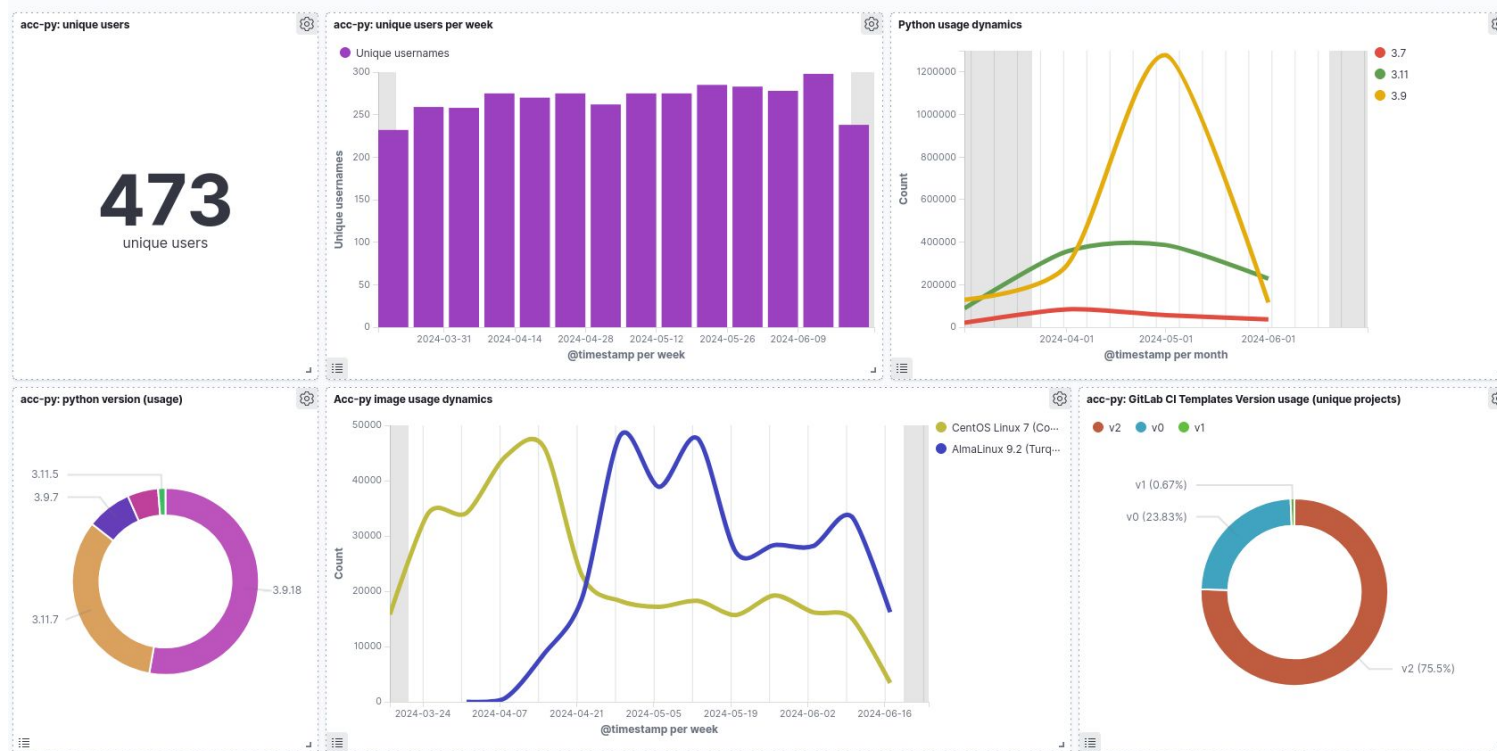 acc-py: unique users
473
unique users
acc-py: unique users per week
Unique usernames
300
250
200
150
100
50
0
Unique usernames
2024-03-31 2024-04-14 2024-04-28 2024-05-12 2024-05-26 2024-06-09
@timestamp per week
Python usage dynamics
1200000
1000000
800000
600000
400000
200000
0
Count
2024-04-01 2024-05-01 2024-06-01
@timestamp per month
3.7
3.11
3.9
acc-py: python version (usage)
3.11.5
3.9.7
3.9.18
3.11.7
Acc-py image usage dynamics
50000
40000
30000
20000
10000
0
Count
2024-03-24 2024-04-07 2024-04-21 2024-05-05 2024-05-19 2024-06-02 2024-06-16
@timestamp per week
CentOS Linux 7 (Co···
AlmaLinux 9.2 (Turq···
acc-py: GitLab CI Templates Version usage (unique projects)
v2 v0 v1
v1 (0.67%)
v0 (23.83%)
v2 (75.5%)